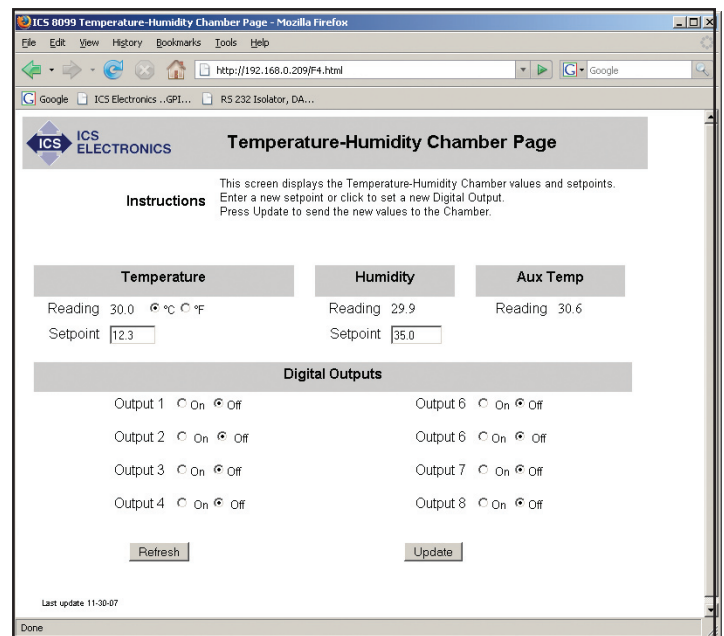 ICS 8099 Temperature-Humidity Chamber Page - Mozilla Firefox
File Edit View History Bookmarks Tools Help
http://192.168.0.209/F4.html
G Google
Google ICS Electronics ..GPI... RS 232 Isolator, DA...
ICS
ICS ELECTRONICS
Temperature-Humidity Chamber Page
Instructions
This screen displays the Temperature-Humidity Chamber values and setpoints.
Enter a new setpoint or click to set a new Digital Output.
Press Update to send the new values to the Chamber.
Temperature Humidity Aux Temp
Reading 30.0 °C °F Reading 29.9 Reading 30.6
Setpoint 12.3 Setpoint 35.0
Digital Outputs
Output 1 On Off Output 6 On Off
Output 2 On Off Output 6 On Off
Output 3 On Off Output 7 On Off
Output 4 On Off Output 8 On Off
Refresh Update
Last update 11-30-07
Done